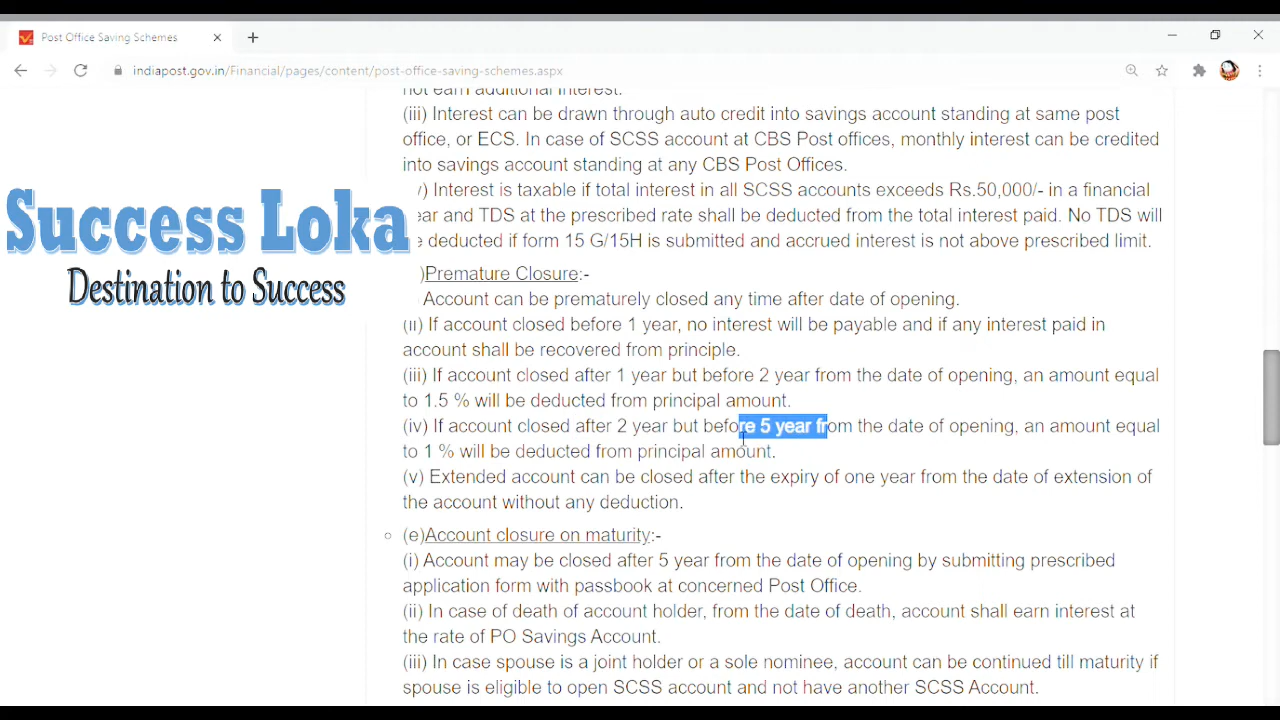 Post Office Saving Schemes
indiapost.gov.in/Financial/pages/content/post-office-saving-schemes.aspx
not earn additional interest.
(iii) Interest can be drawn through auto credit into savings account standing at same post
office, or ECS. In case of SCSS account at CBS Post offices, monthly interest can be credited
into savings account standing at any CBS Post Offices.
v) Interest is taxable if total interest in all SCSS accounts exceeds Rs.50,000/- in a financial
ear and TDS at the prescribed rate shall be deducted from the total interest paid. No TDS will
e deducted if form 15 G/15H is submitted and accrued interest is not above prescribed limit.
Success Loka
Destination to Success
)Premature Closure:-
Account can be prematurely closed any time after date of opening.
(ii) If account closed before 1 year, no interest will be payable and if any interest paid in
account shall be recovered from principle.
(iii) If account closed after 1 year but before 2 year from the date of opening, an amount equal
to 1.5 % will be deducted from principal amount.
(iv) If account closed after 2 year but before 5 year from the date of opening, an amount equal
to 1 % will be deducted from principal amount.
(v) Extended account can be closed after the expiry of one year from the date of extension of
the account without any deduction.
(e)Account closure on maturity:-
(i) Account may be closed after 5 year from the date of opening by submitting prescribed
application form with passbook at concerned Post Office.
(ii) In case of death of account holder, from the date of death, account shall earn interest at
the rate of PO Savings Account.
(iii) In case spouse is a joint holder or a sole nominee, account can be continued till maturity if
spouse is eligible to open SCSS account and not have another SCSS Account.